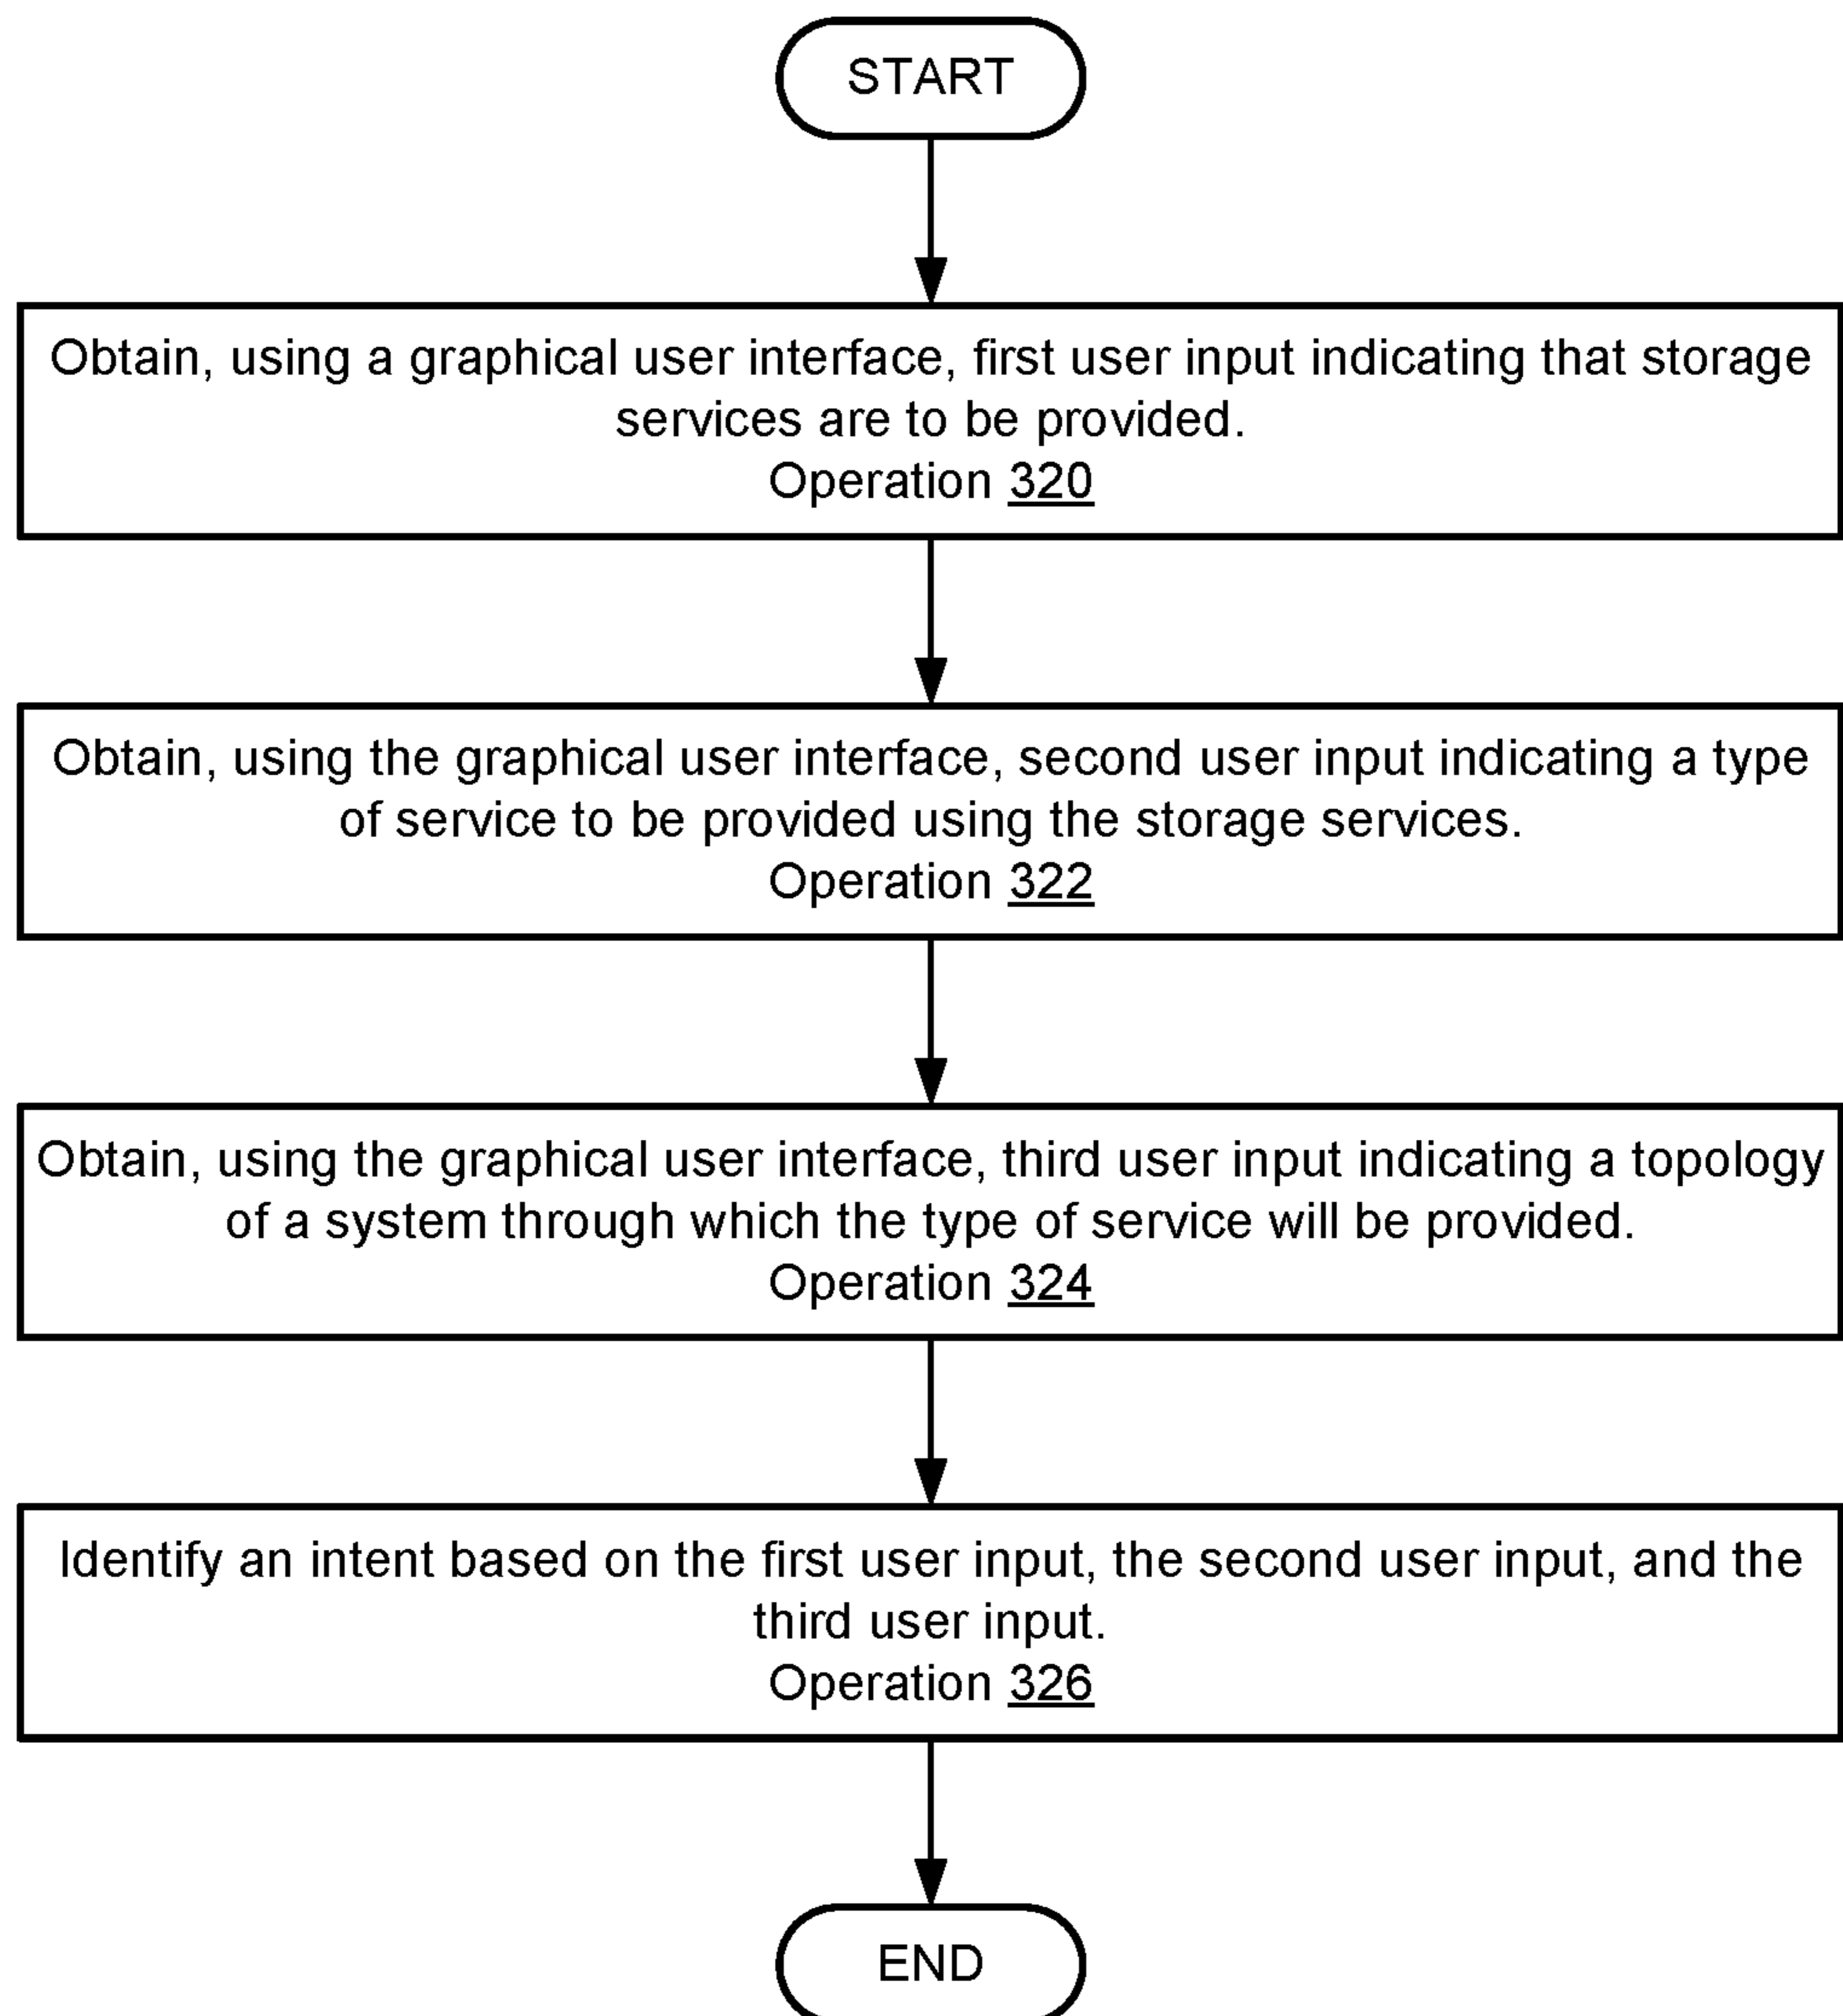 START
Obtain, using a graphical user interface, first user input indicating that storage
services are to be provided.
Operation 320
Obtain, using the graphical user interface, second user input indicating a type
of service to be provided using the storage services.
Operation 322
Obtain, using the graphical user interface, third user input indicating a topology
of a system through which the type of service will be provided.
Operation 324
Identify an intent based on the first user input, the second user input, and the
third user input.
Operation 326
END